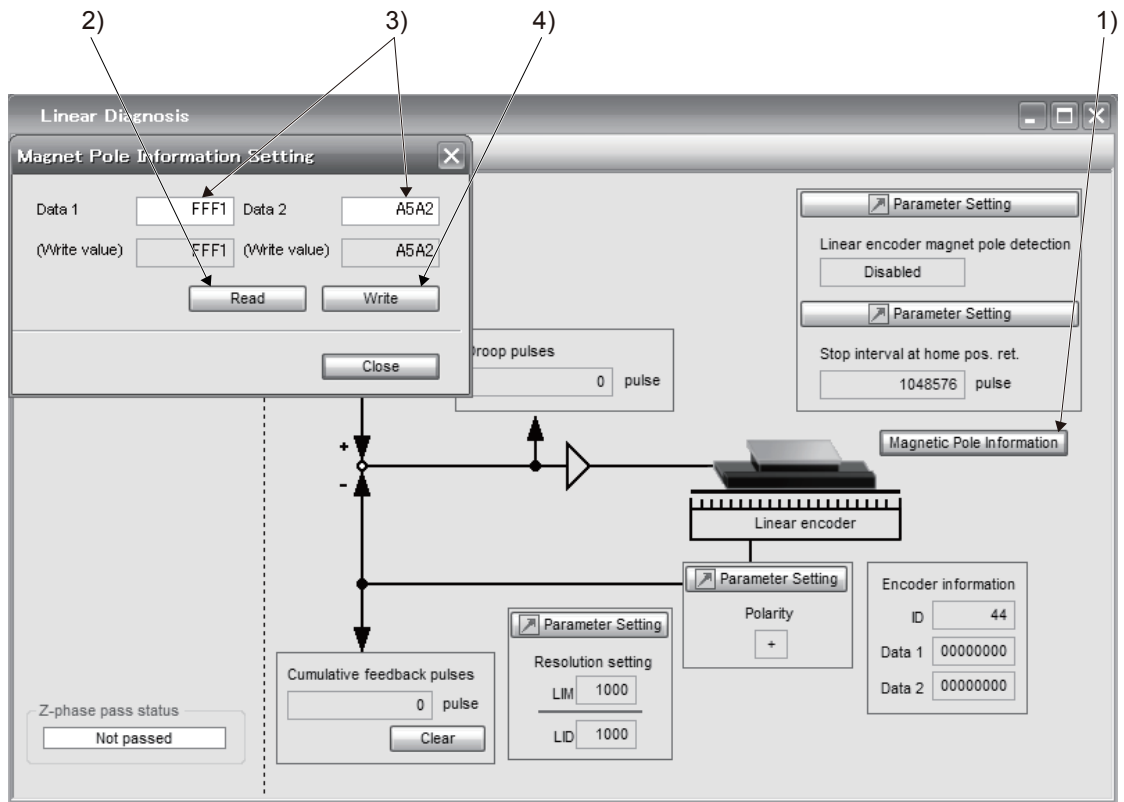 2)
3)
4)
1)
Linear Diagnosis
Magnet Pole Information Setting
Data 1 FFF1 Data 2 A5A2
(Write value) FFF1 (Write value) A5A2
Read Write
Close
Parameter Setting
Linear encoder magnet pole detection
Disabled
Parameter Setting
Stop interval at home pos. ret.
1048576 pulse
Droop pulses
0 pulse
Magnetic Pole Information
+
-
Linear encoder
Parameter Setting
Polarity
+
Encoder information
ID 44
Data 1 00000000
Data 2 00000000
Parameter Setting
Resolution setting
LIM 1000
LID 1000
Cumulative feedback pulses
0 pulse
Clear
Z-phase pass status
Not passed